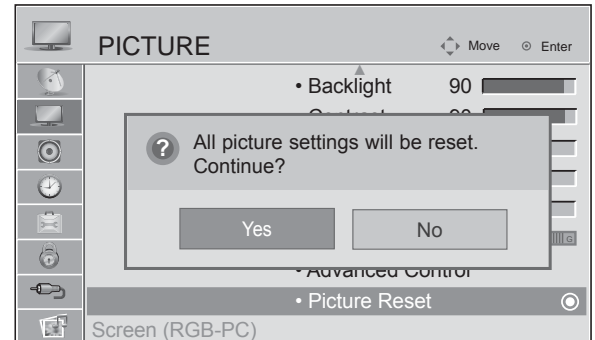 PICTURE
Move
Enter
• Backlight 90
90
?
All picture settings will be reset.
Continue?
Yes
No
G
• Advanced Control
• Picture Reset
Screen (RGB-PC)